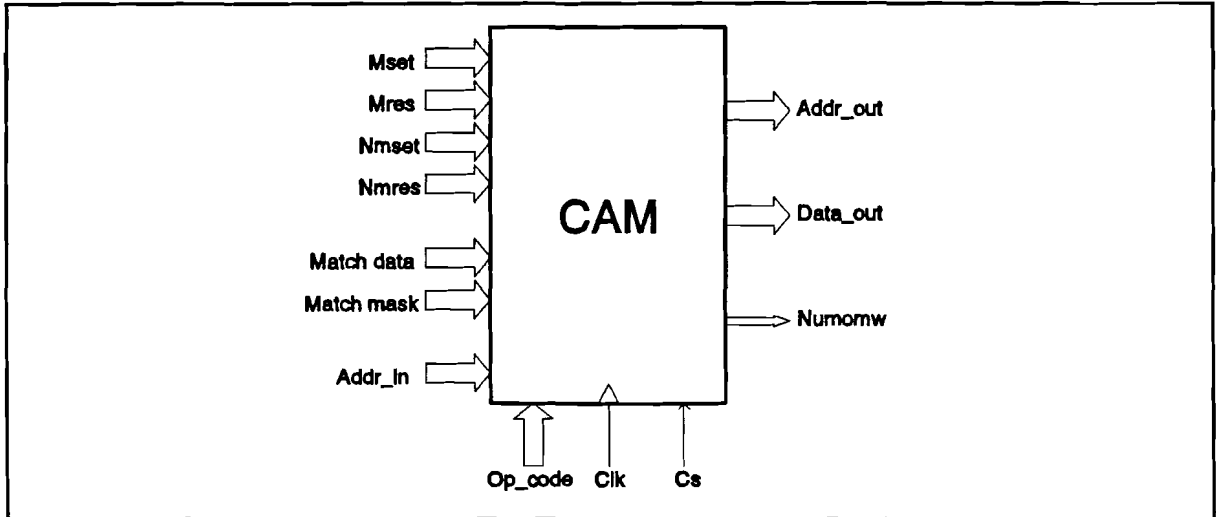 Mset
Mres
Nmset
Nmres
Match data
Match mask
Addr_in
CAM
Addr_out
Data_out
Numomw
Op_code Clk Cs